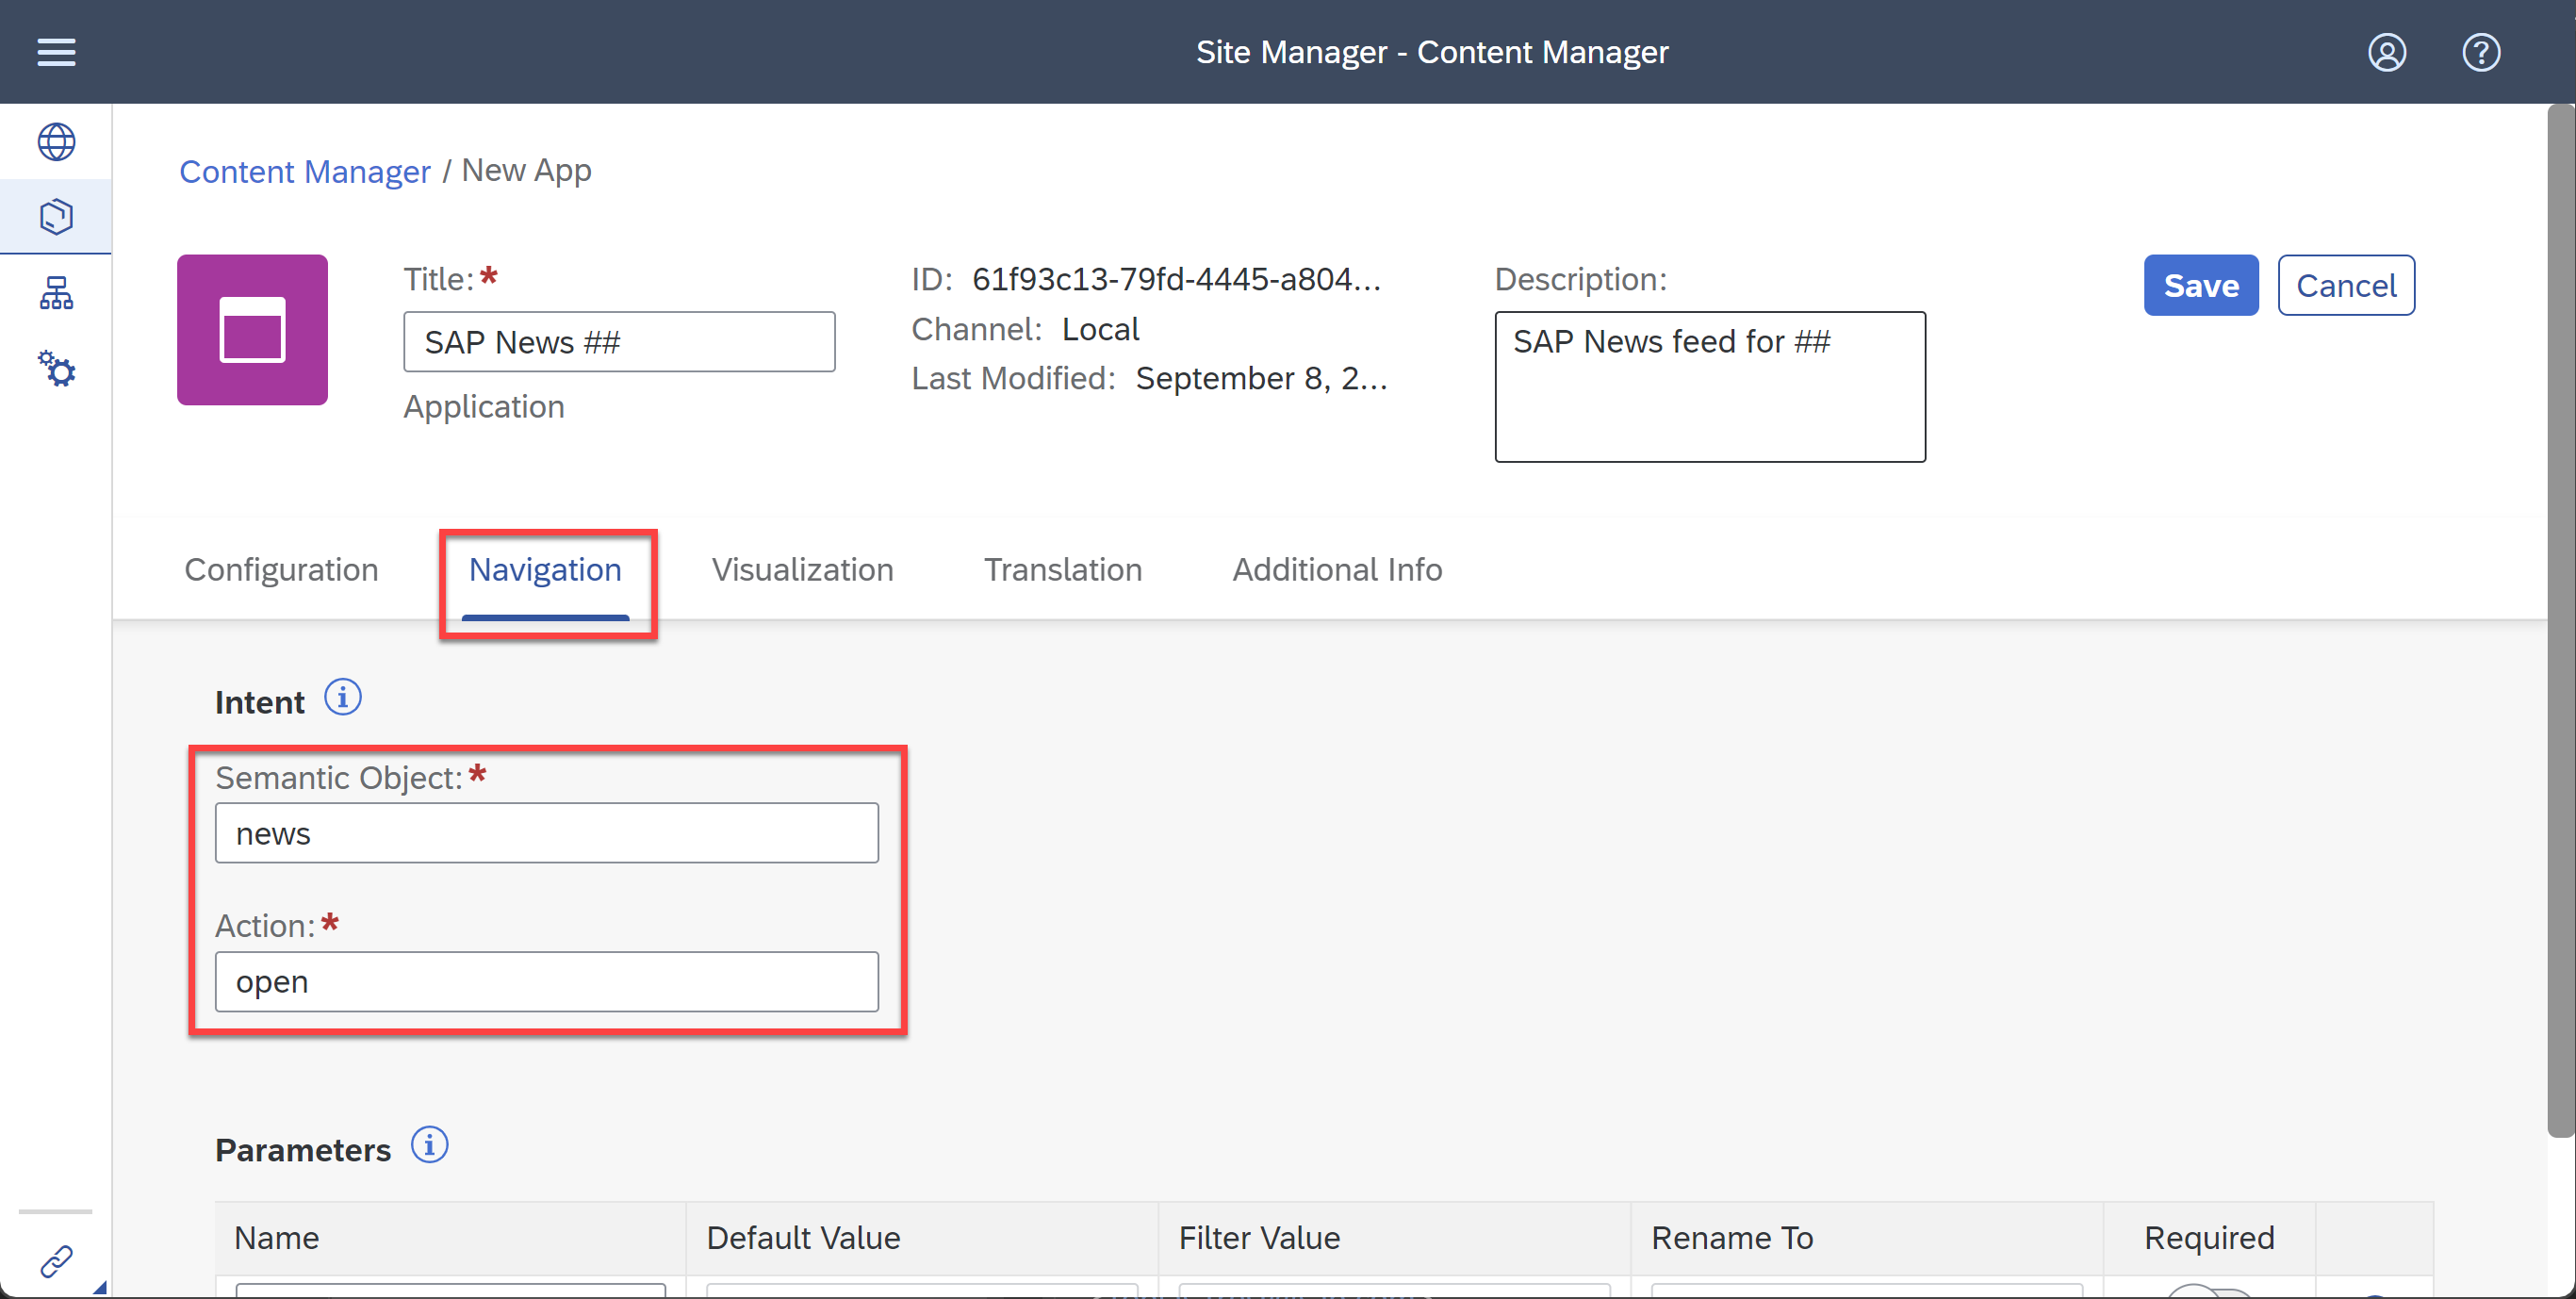 Site Manager - Content Manager
Content Manager / New App
Title:*
SAP News ##
Application
ID: 61f93c13-79fd-4445-a804...
Channel: Local
Last Modified: September 8, 2...
Description:
SAP News feed for ##
Save
Cancel
Configuration
Navigation
Visualization
Translation
Additional Info
Intent
Semantic Object:*
news
Action:*
open
Parameters
Name
Default Value
Filter Value
Rename To
Required